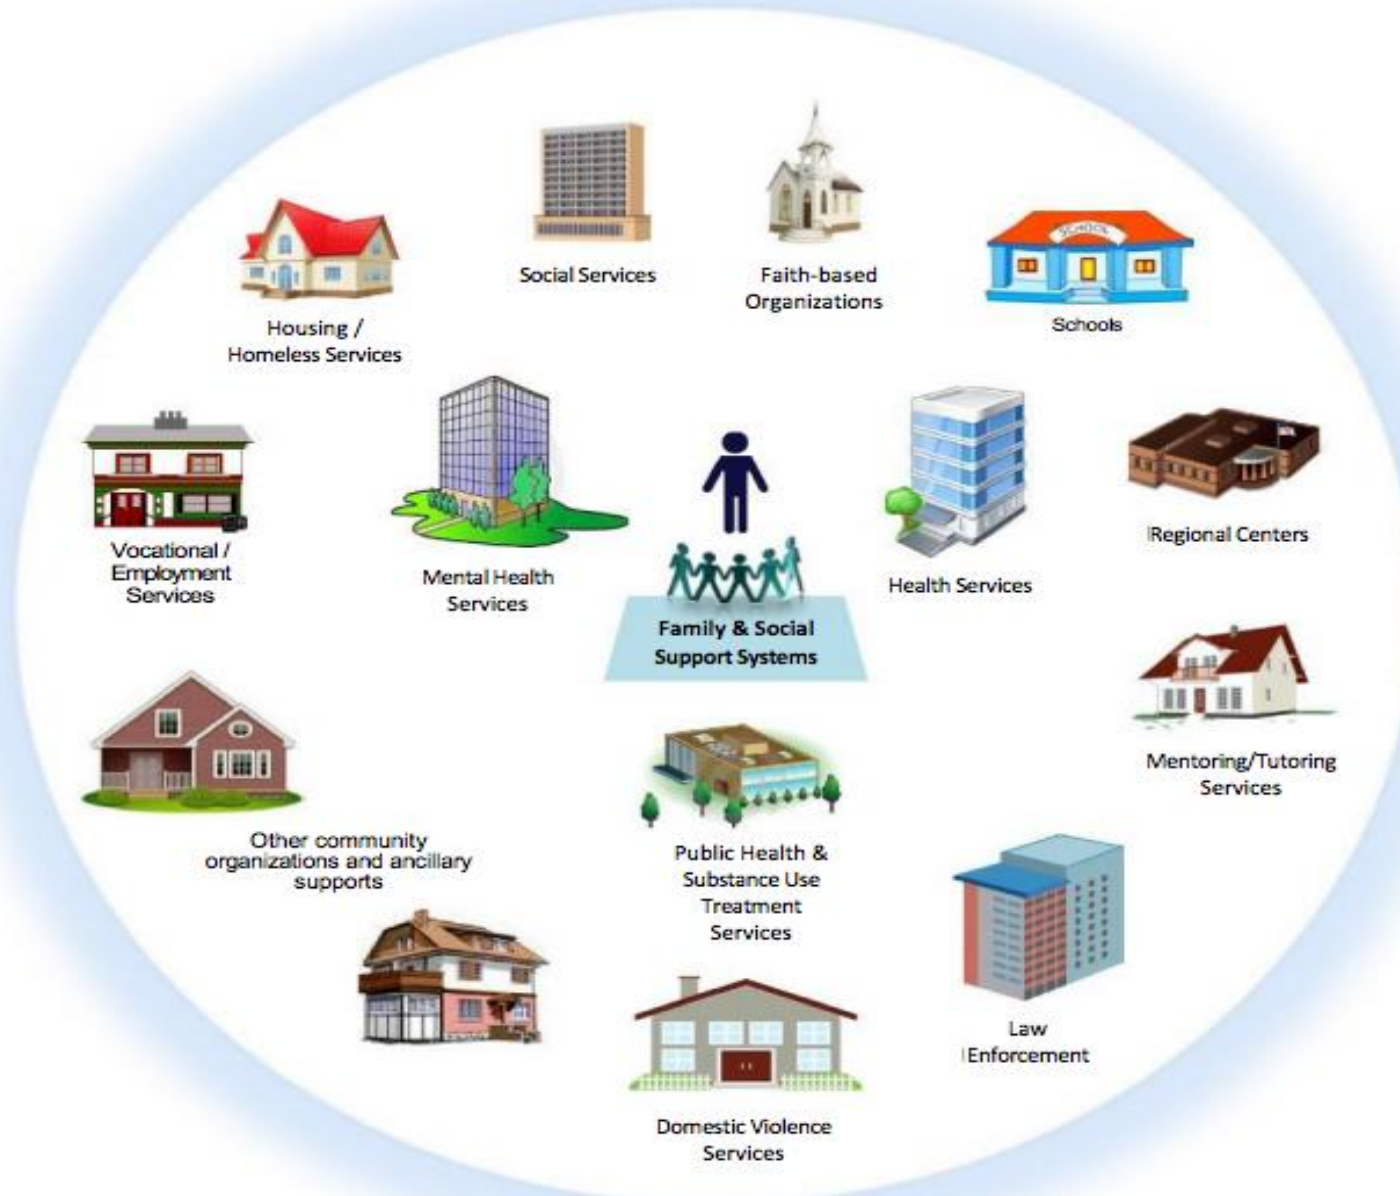 Social Services
Faith-based
Organizations
SCHOOL
Schools
Housing /
Homeless Services
Vocational /
Employment
Services
Mental Health
Services
Family & Social
Support Systems
Health Services
Regional Centers
Mentoring/Tutoring
Services
Other community
organizations and ancillary
supports
Public Health &
Substance Use
Treatment
Services
Law
Enforcement
Domestic Violence
Services